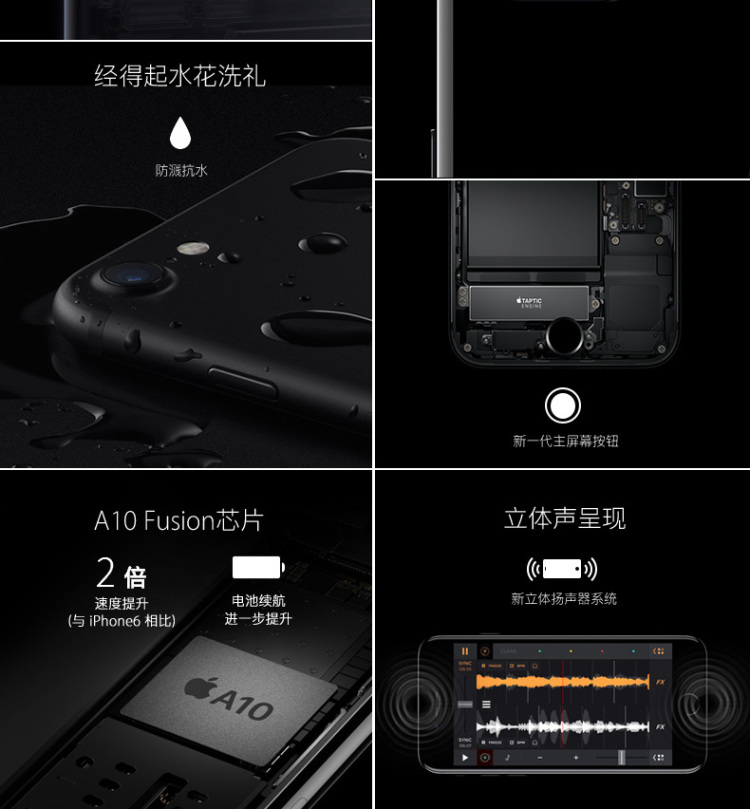 经得起水花洗礼
防溅抗水
TAPTIC
ENGINE
新一代主屏幕按钮
A10 Fusion芯片
2 倍
速度提升
(与 iPhone6 相比)
电池续航
进一步提升
A10
立体声呈现
新立体扬声器系统
FX
SYNC
FX
SYNC